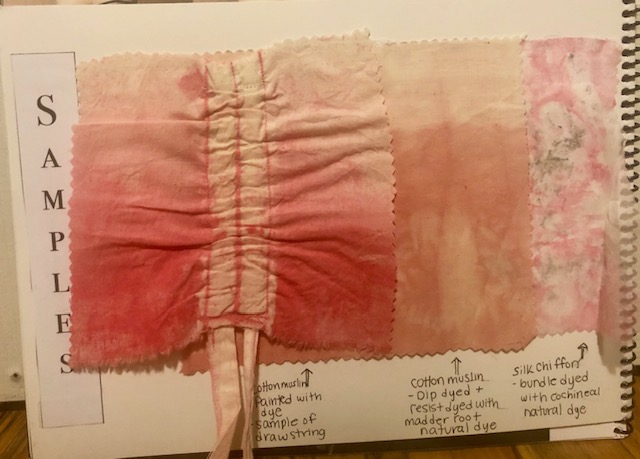 SAMPLES
cotton muslin
painted with
dye
-sample of
drawstring
cotton muslin
- Dip dyed +
resist dyed with
madder root
natural dye
silk chiffon
- bundle dyed
with cochineal
natural dye